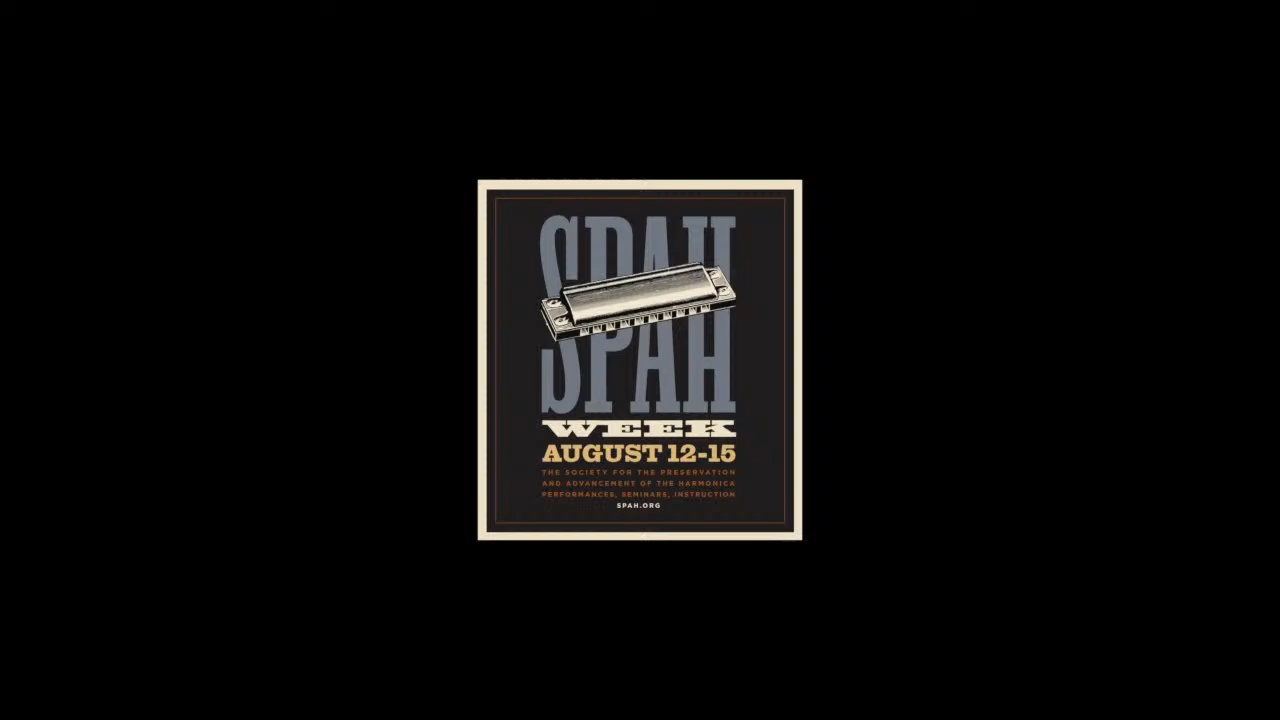 SPAH
WEEK
AUGUST 12-15
THE SOCIETY FOR THE PRESERVATION
AND ADVANCEMENT OF THE HARMONICA
PERFORMANCES, SEMINARS, INSTRUCTION
SPAH.ORG